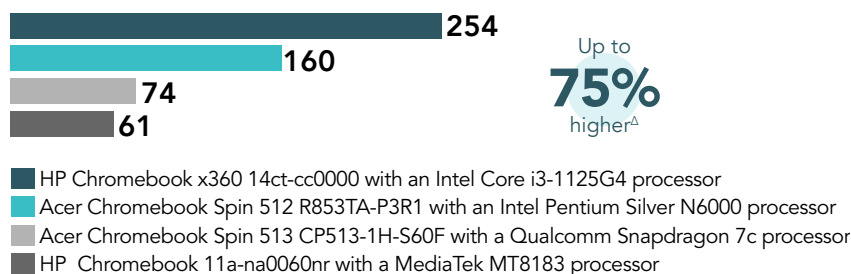 254
160
74
61
Up to
75%
higher∆
HP Chromebook x360 14ct-cc0000 with an Intel Core i3-1125G4 processor
Acer Chromebook Spin 512 R853TA-P3R1 with an Intel Pentium Silver N6000 processor
Acer Chromebook Spin 513 CP513-1H-S60F with a Qualcomm Snapdragon 7c processor
HP Chromebook 11a-na0060nr with a MediaTek MT8183 processor